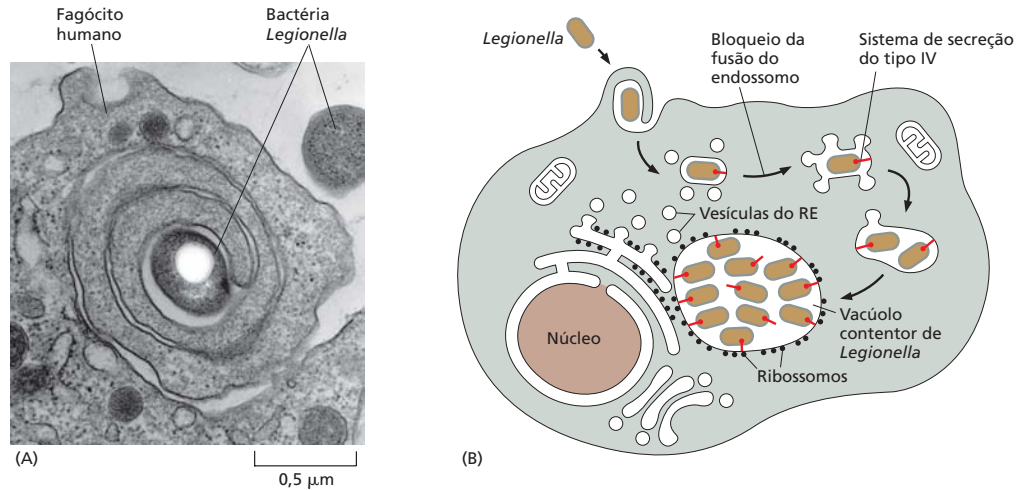 Fagócito
humano
Bactéria
Legionella
(A)
0,5 μm
Legionella
Bloqueio da
fusão do
endossomo
Sistema de secreção
do tipo IV
Vesículas do RE
Núcleo
Vacúolo
contentor de
Legionella
Ribossomos
(B)